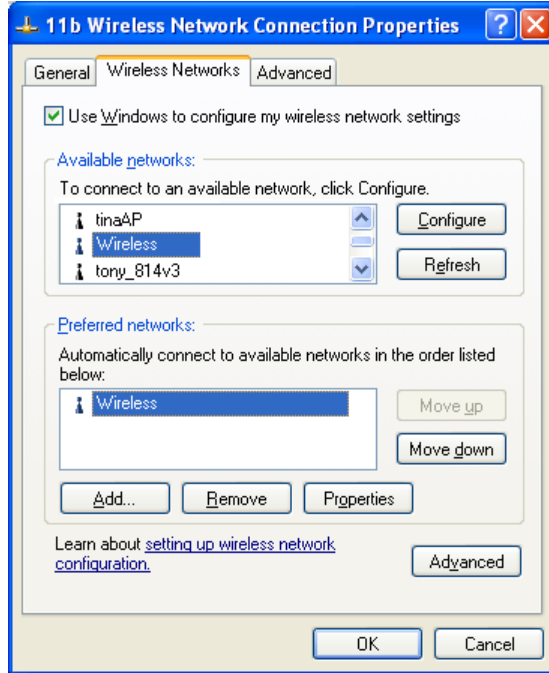 11b Wireless Network Connection Properties
General Wireless Networks Advanced
Use Windows to configure my wireless network settings
Available networks:
To connect to an available network, click Configure.
tinaAP
Wireless
tony_814v3
Configure
Refresh
Preferred networks:
Automatically connect to available networks in the order listed
below:
Wireless
Move up
Move down
Add... Remove Properties
Learn about setting up wireless network
configuration.
Advanced
OK Cancel